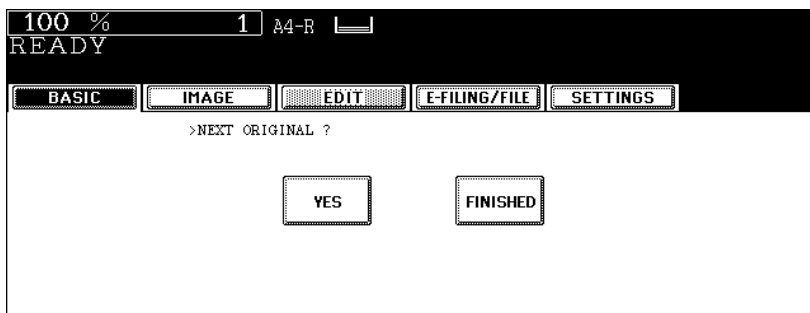 100 % 1 A4-R
READY
BASIC IMAGE EDIT E-FILING/FILE SETTINGS
>NEXT ORIGINAL ?
YES FINISHED